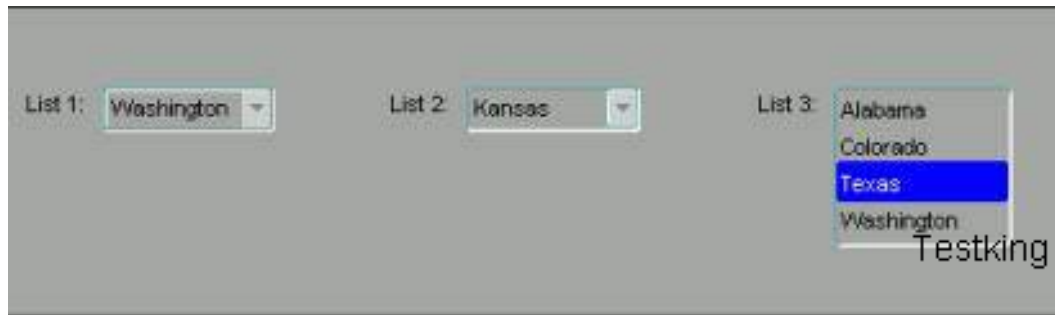 List 1: Washington
List 2: Kansas
List 3: Alabama
Colorado
Texas
Washington
Testking